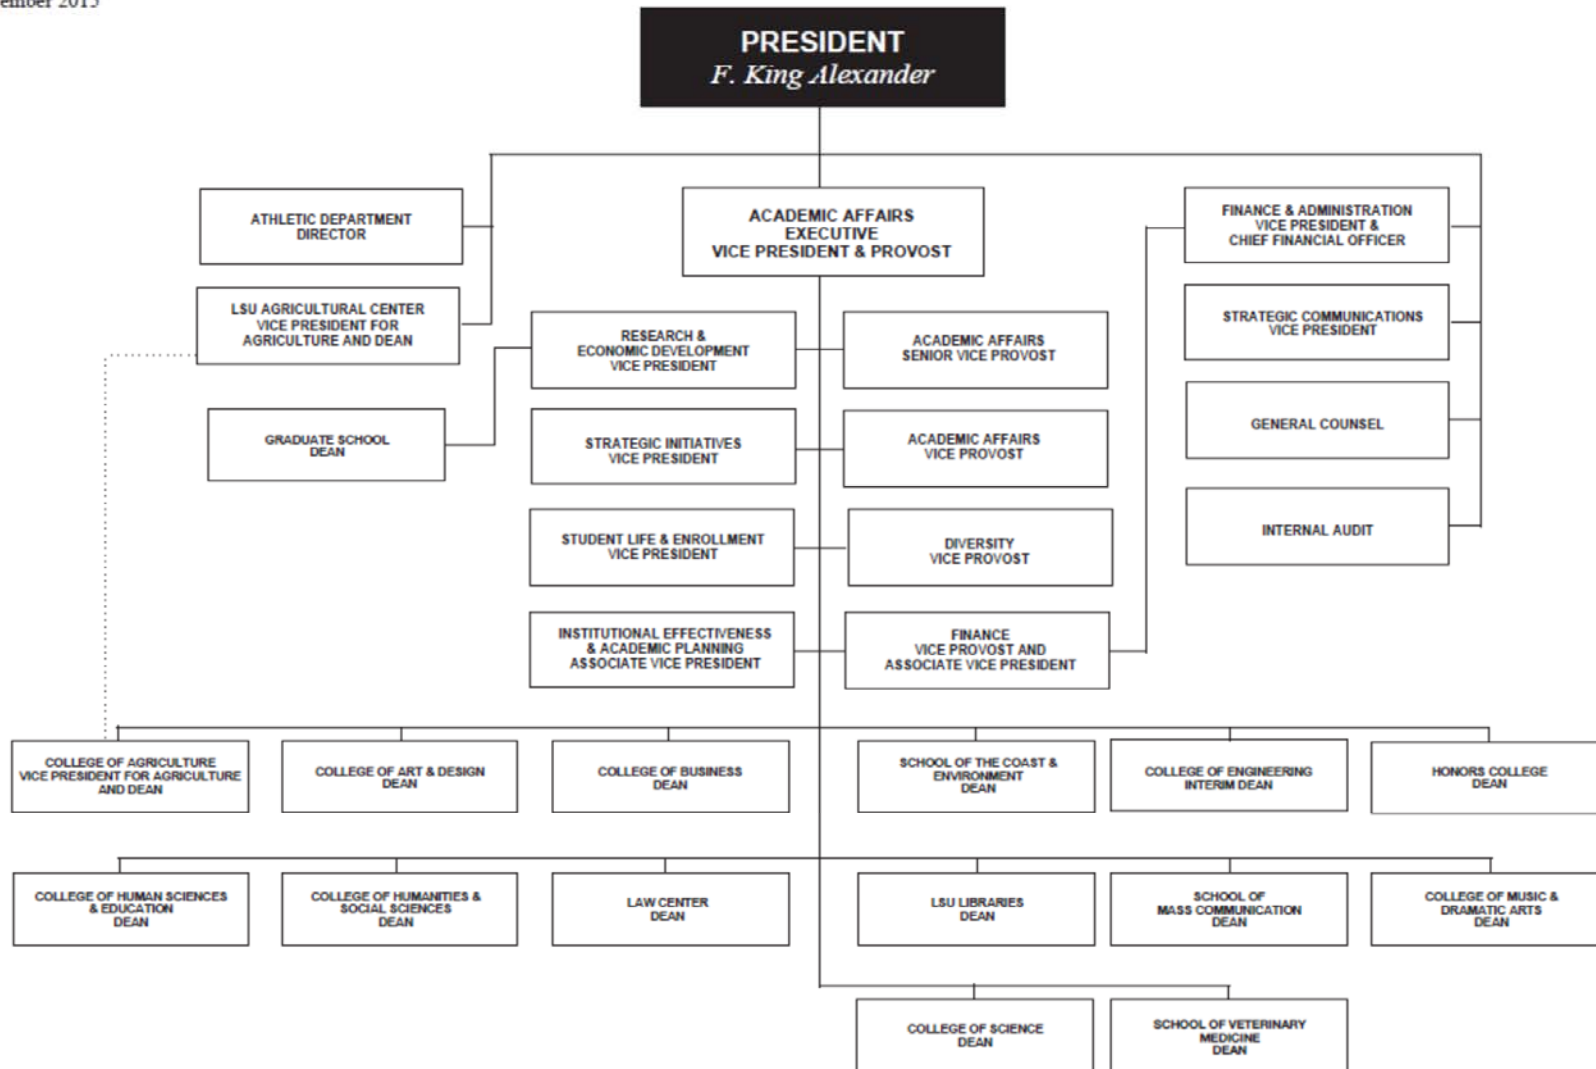 2015
PRESIDENT
F. King Alexander
ATHLETIC DEPARTMENT
DIRECTOR
ACADEMIC AFFAIRS
EXECUTIVE
VICE PRESIDENT & PROVOST
FINANCE & ADMINISTRATION
VICE PRESIDENT &
CHIEF FINANCIAL OFFICER
LSU AGRICULTURAL CENTER
VICE PRESIDENT FOR
AGRICULTURE AND DEAN
RESEARCH &
ECONOMIC DEVELOPMENT
VICE PRESIDENT
ACADEMIC AFFAIRS
SENIOR VICE PROVOST
STRATEGIC COMMUNICATIONS
VICE PRESIDENT
GRADUATE SCHOOL
DEAN
STRATEGIC INITIATIVES
VICE PRESIDENT
ACADEMIC AFFAIRS
VICE PROVOST
GENERAL COUNSEL
STUDENT LIFE & ENROLLMENT
VICE PRESIDENT
DIVERSITY
VICE PROVOST
INTERNAL AUDIT
INSTITUTIONAL EFFECTIVENESS
& ACADEMIC PLANNING
ASSOCIATE VICE PRESIDENT
FINANCE
VICE PROVOST AND
ASSOCIATE VICE PRESIDENT
COLLEGE OF AGRICULTURE
VICE PRESIDENT FOR AGRICULTURE
AND DEAN
COLLEGE OF ART & DESIGN
DEAN
COLLEGE OF BUSINESS
DEAN
SCHOOL OF THE COAST &
ENVIRONMENT
DEAN
COLLEGE OF ENGINEERING
INTERIM DEAN
HONORS COLLEGE
DEAN
COLLEGE OF HUMAN SCIENCES
& EDUCATION
DEAN
COLLEGE OF HUMANITIES &
SOCIAL SCIENCES
DEAN
LAW CENTER
DEAN
LSU LIBRARIES
DEAN
SCHOOL OF
MASS COMMUNICATION
DEAN
COLLEGE OF MUSIC &
DRAMATIC ARTS
DEAN
COLLEGE OF SCIENCE
DEAN
SCHOOL OF VETERINARY
MEDICINE
DEAN